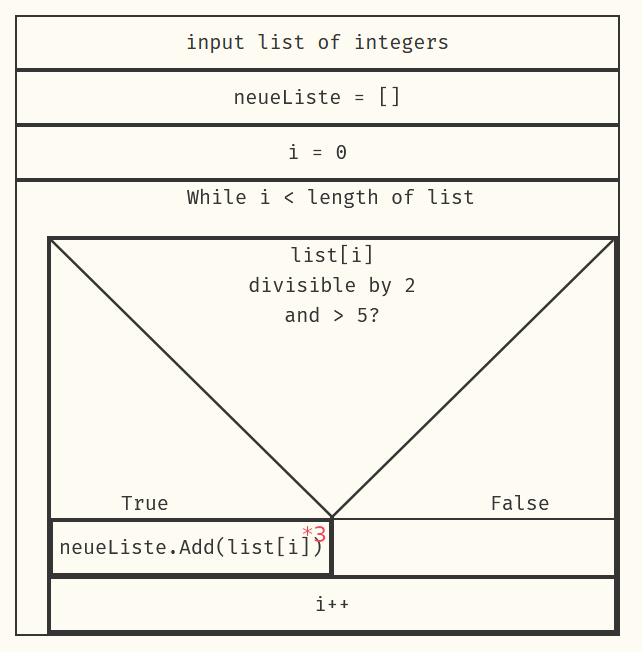 input list of integers
neueListe = []
i = 0
While i < length of list
list[i]
divisible by 2
and > 5?
True
False
*3
neueListe.Add(list[i])
i++